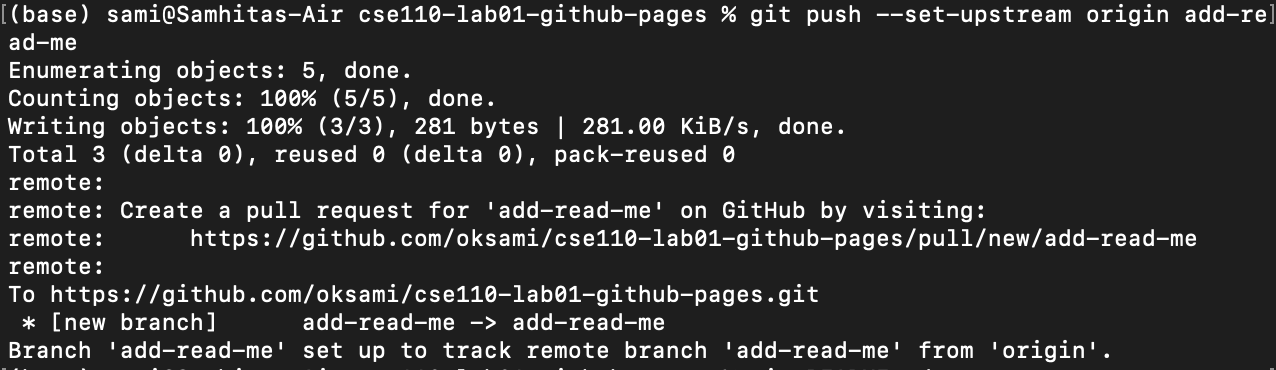 [(base) sami@Samhitas-Air cse110-lab01-github-pages % git push --set-upstream origin add-re]
ad-me
Enumerating objects: 5, done.
Counting objects: 100% (5/5), done.
Writing objects: 100% (3/3), 281 bytes | 281.00 KiB/s, done.
Total 3 (delta 0), reused 0 (delta 0), pack-reused 0
remote:
remote: Create a pull request for 'add-read-me' on GitHub by visiting:
remote:      https://github.com/oksami/cse110-lab01-github-pages/pull/new/add-read-me
remote:
To https://github.com/oksami/cse110-lab01-github-pages.git
 * [new branch]      add-read-me -> add-read-me
Branch 'add-read-me' set up to track remote branch 'add-read-me' from 'origin'.